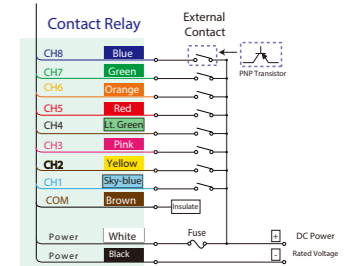 Contact Relay
External
Contact
CH8 Blue
CH7 Green
CH6 Orange
CH5 Red
CH4 Lt. Green
CH3 Pink
CH2 Yellow
CH1 Sky-blue
COM Brown
Insulate
PNP Transistor
Power White Fuse + DC Power
Power Black - Rated Voltage